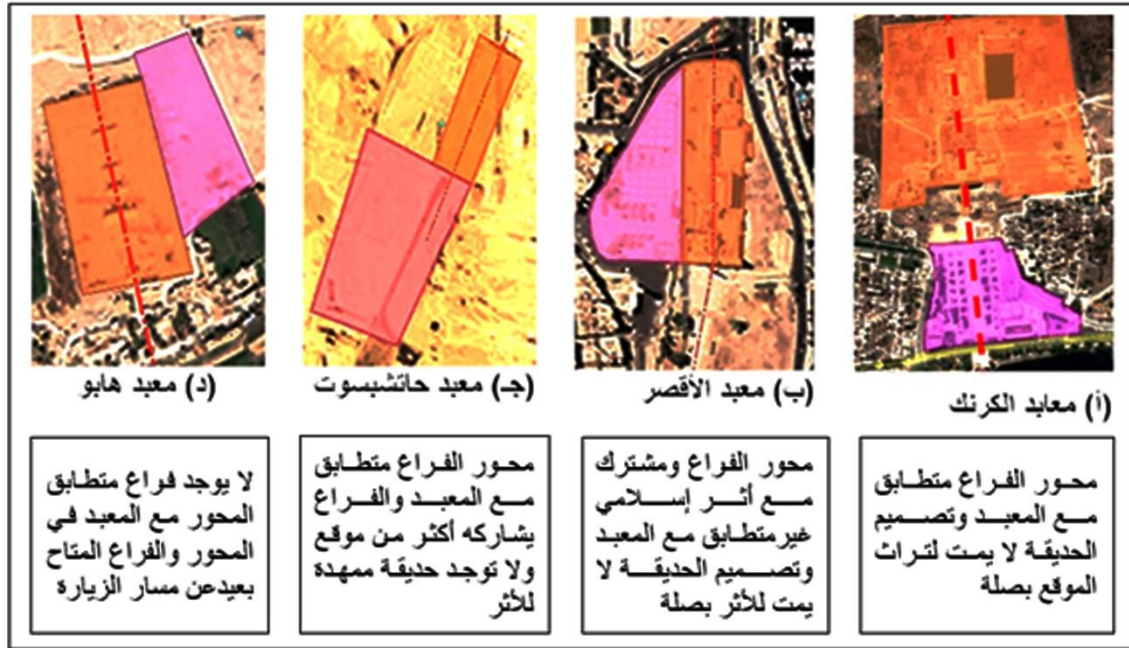 (أ) معابد الكرنك
(ب) معبد الأقصر
(جـ) معبد حاتشبسوت
(د) معبد هابو
محور الفراغ متطابق
مع المعبد وتصميم
الحديقة لا يمت لتراث
الموقع بصلة
محور الفراغ ومشترك
مع أثر إسلامي
غيرمتطابق مع المعبد
وتصميم الحديقة لا
يمت للأثر بصلة
محور الفراغ متطابق
مع المعبد والفراغ
يشاركه أكثر من موقع
ولا توجد حديقة ممهدة
للأثر
لا يوجد فراغ متطابق
المحور مع المعبد في
المحور والفراغ المتاح
بعيدعن مسار الزيارة